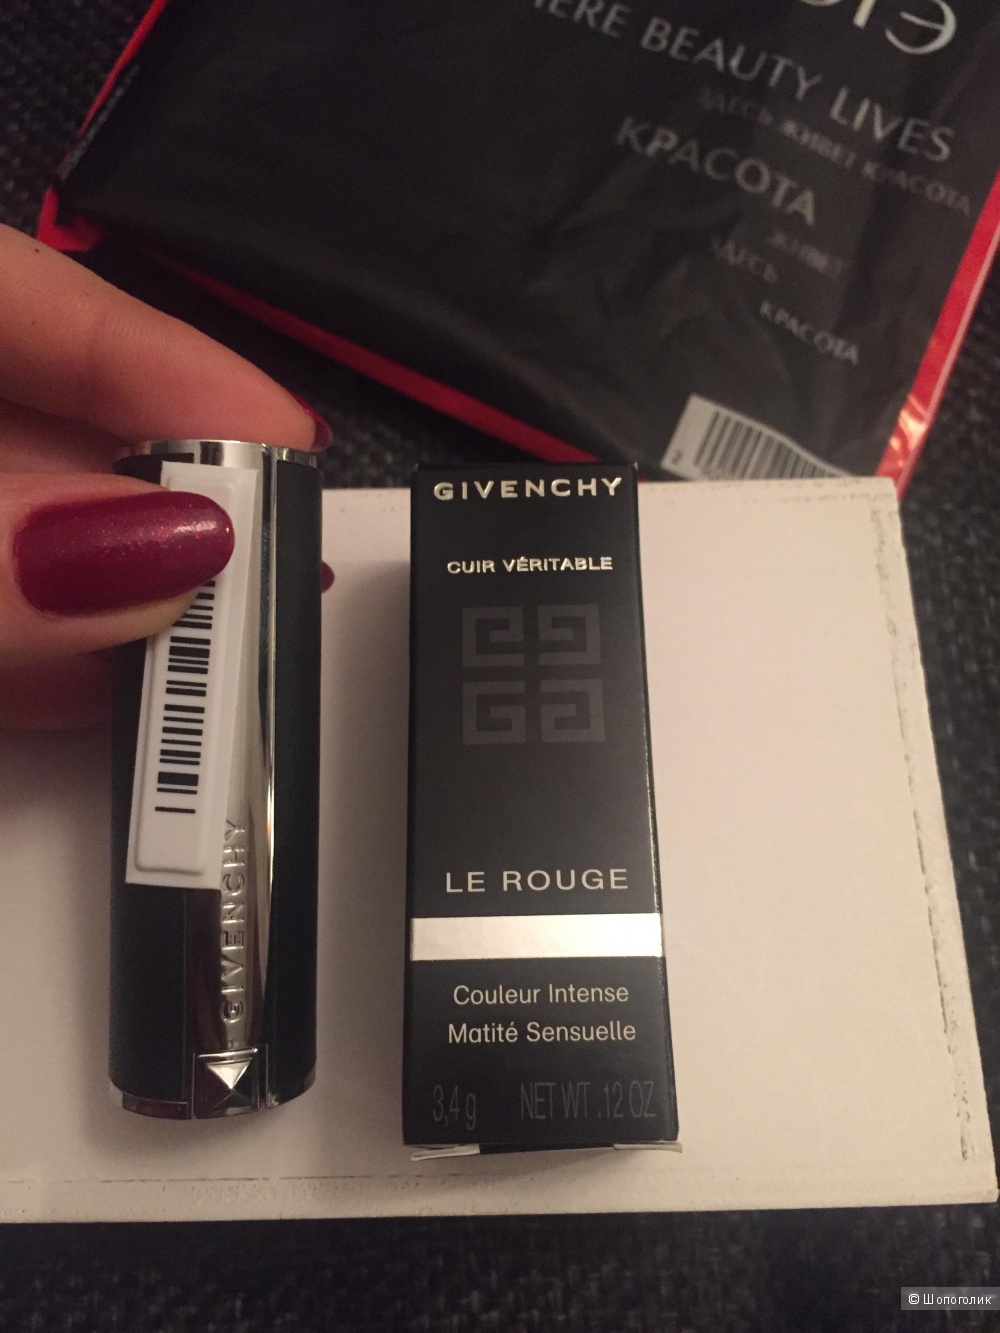 HERE BEAUTY LIVES
ЗДЕСЬ ЖИВЕТ КРАСОТА
КРАСОТА
ЖИВЕТ
ЗДЕСЬ
КРАСОТА
GIVENCHY
GIVENCHY
CUIR VÉRITABLE
LE ROUGE
Couleur Intense
Matité Sensuelle
3,4 g NET WT .12 OZ
© Шопоголик